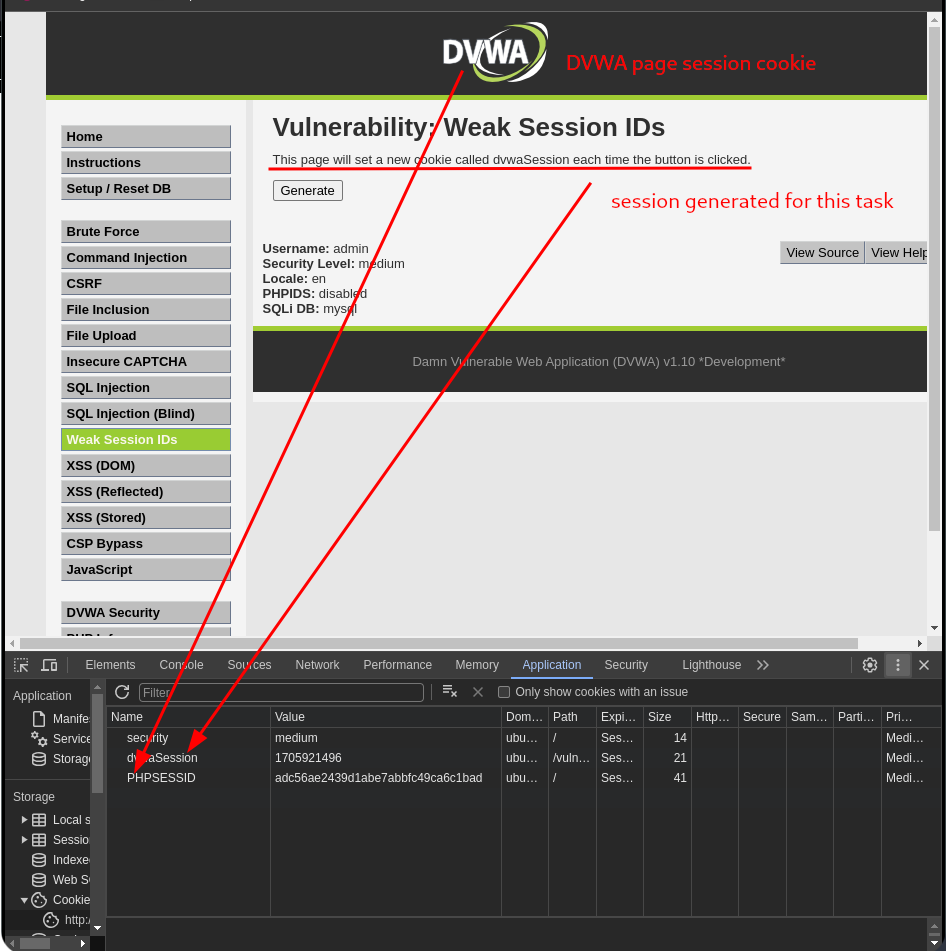 DVWA
DVWA page session cookie
Vulnerability: Weak Session IDs
This page will set a new cookie called dvwaSession each time the button is clicked.
Generate
session generated for this task
Home
Instructions
Setup / Reset DB
Brute Force
Command Injection
CSRF
File Inclusion
File Upload
Insecure CAPTCHA
SQL Injection
SQL Injection (Blind)
Weak Session IDs
XSS (DOM)
XSS (Reflected)
XSS (Stored)
CSP Bypass
JavaScript
DVWA Security
Username: admin
Security Level: medium
Locale: en
PHPIDS: disabled
SQLi DB: mysql
View Source View Help
Damn Vulnerable Web Application (DVWA) v1.10 *Development*
Elements Console Sources Network Performance Memory Application Security Lighthouse
Application
Manife
Service
Storag
Storage
Local s
Sessio
Indexe
Web S
Cookie
http:/
Filter Only show cookies with an issue
Name Value Dom… Path Expi… Size Http… Secure Sam… Parti… Pri…
security medium ubu… / Ses… 14 Medi…
dvwaSession 1705921496 ubu… /vuln… Ses… 21 Medi…
PHPSESSID adc56ae2439d1abe7abbfc49ca6c1bad ubu… / Ses… 41 Medi…